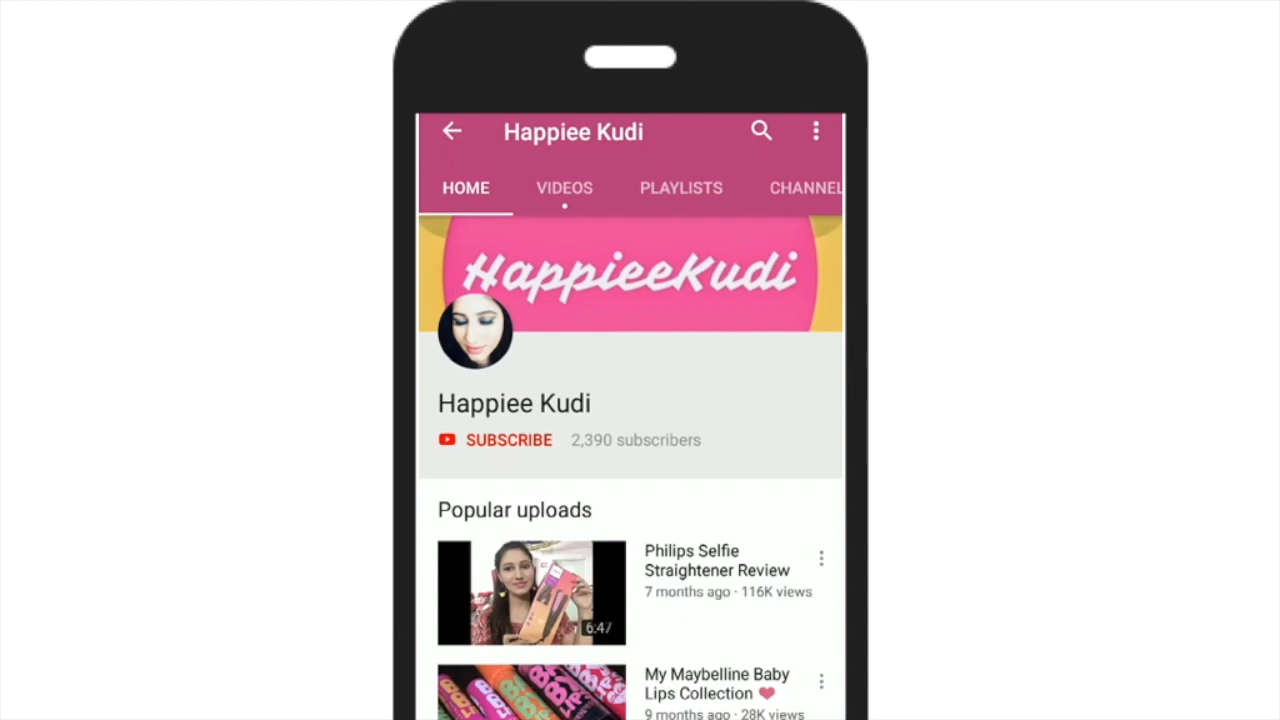 Happiee Kudi
HOME VIDEOS PLAYLISTS CHANNEL
HappieeKudi
Happiee Kudi
SUBSCRIBE 2,390 subscribers
Popular uploads
Philips Selfie
Straightener Review
7 months ago · 116K views
6:47
My Maybelline Baby
Lips Collection ❤
9 months ago · 28K views